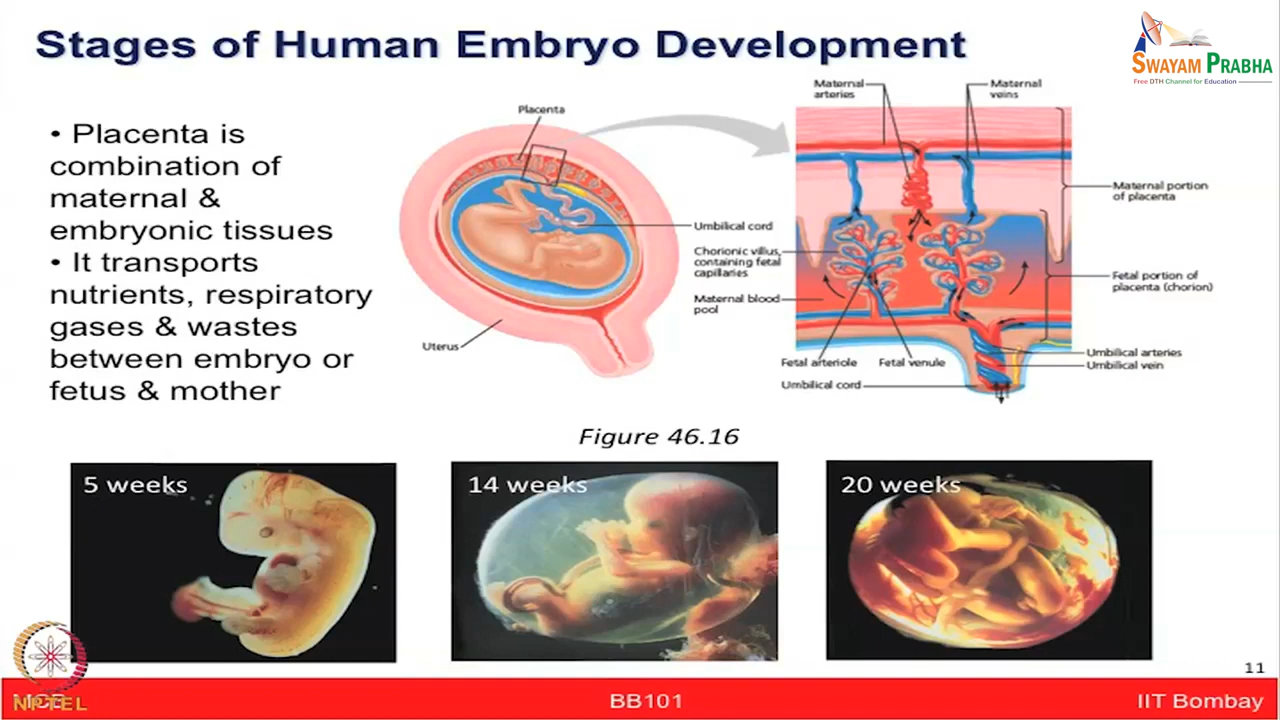 Stages of Human Embryo Development
SWAYAM PRABHA
Free DTH Channel for Education
• Placenta is
combination of
maternal &
embryonic tissues
• It transports
nutrients, respiratory
gases & wastes
between embryo or
fetus & mother
Placenta
Umbilical cord
Chorionic villus,
containing fetal
capillaries
Maternal blood
pool
Uterus
Maternal
arteries
Maternal
veins
Maternal portion
of placenta
Fetal portion of
placenta (chorion)
Fetal arteriole
Fetal venule
Umbilical cord
Umbilical arteries
Umbilical vein
Figure 46.16
5 weeks
14 weeks
20 weeks
11
NPTEL
BB101
IIT Bombay